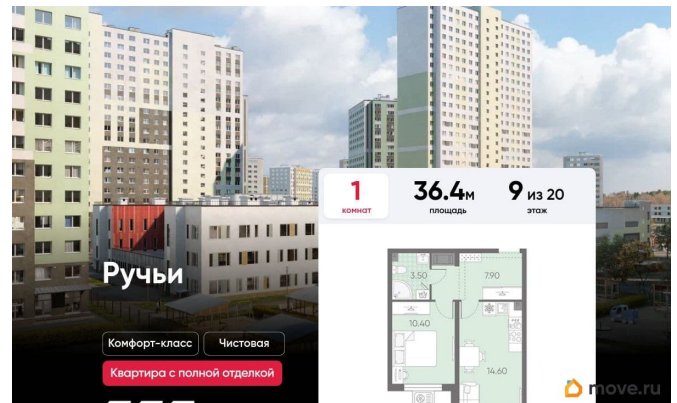 1
комнат
36.4м
площадь
9 из 20
этаж
Ручьи
3.50
7.90
10.40
14.60
Комфорт-класс
Чистовая
Квартира с полной отделкой
move.ru